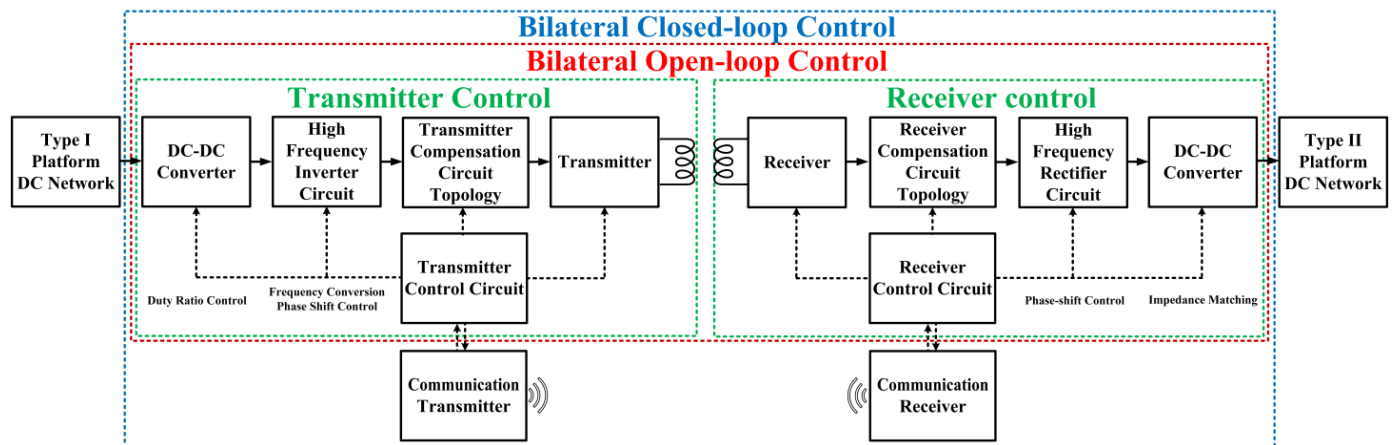 Bilateral Closed-loop Control
Bilateral Open-loop Control
Transmitter Control
Receiver control
Type I
Platform
DC Network
DC-DC
Converter
High
Frequency
Inverter
Circuit
Transmitter
Compensation
Circuit
Topology
Transmitter
Receiver
Receiver
Compensation
Circuit
Topology
High
Frequency
Rectifier
Circuit
DC-DC
Converter
Type II
Platform
DC Network
Duty Ratio Control
Frequency Conversion
Phase Shift Control
Transmitter
Control Circuit
Receiver
Control Circuit
Phase-shift Control
Impedance Matching
Communication
Transmitter
Communication
Receiver